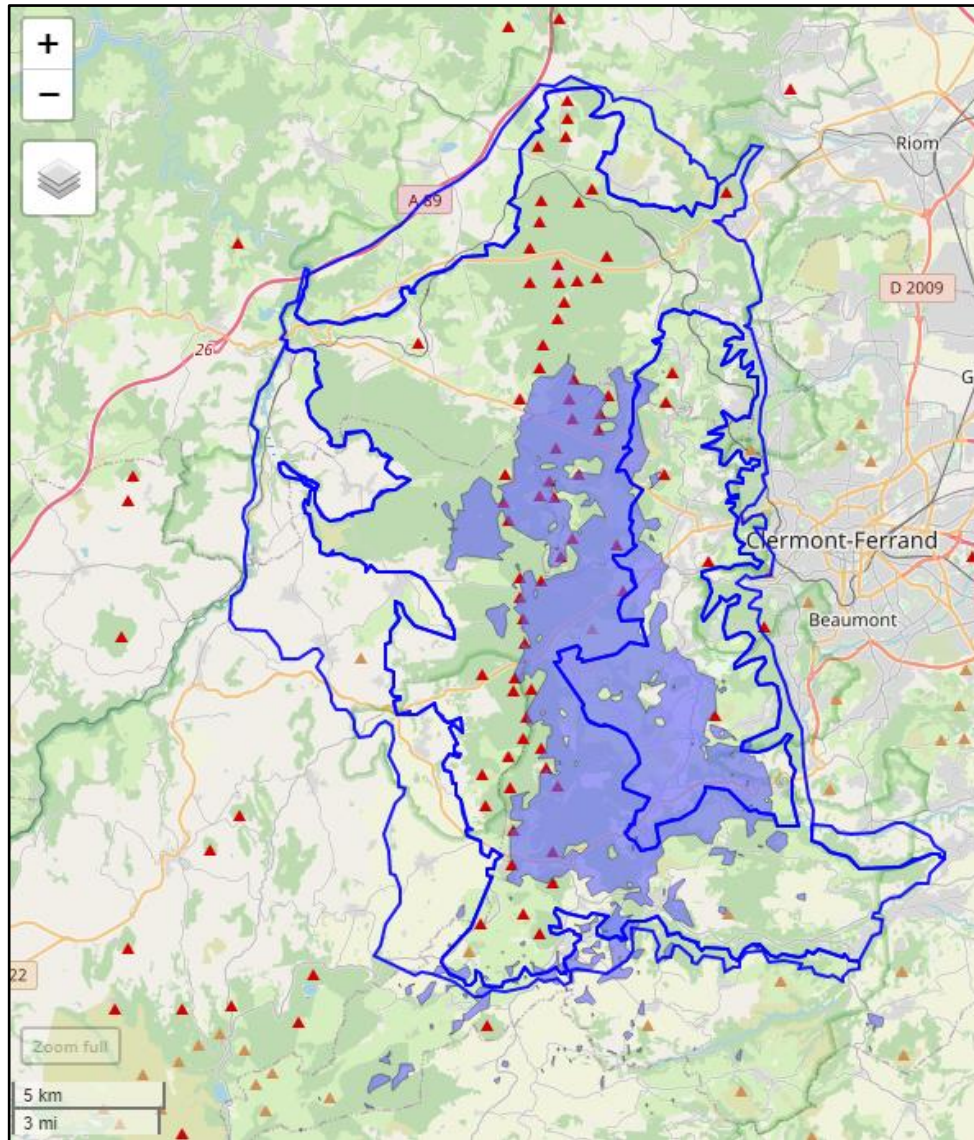 +
−
Riom
A 89
D 2009
26
G
Clermont-Ferrand
Beaumont
22
Zoom full
5 km
3 mi